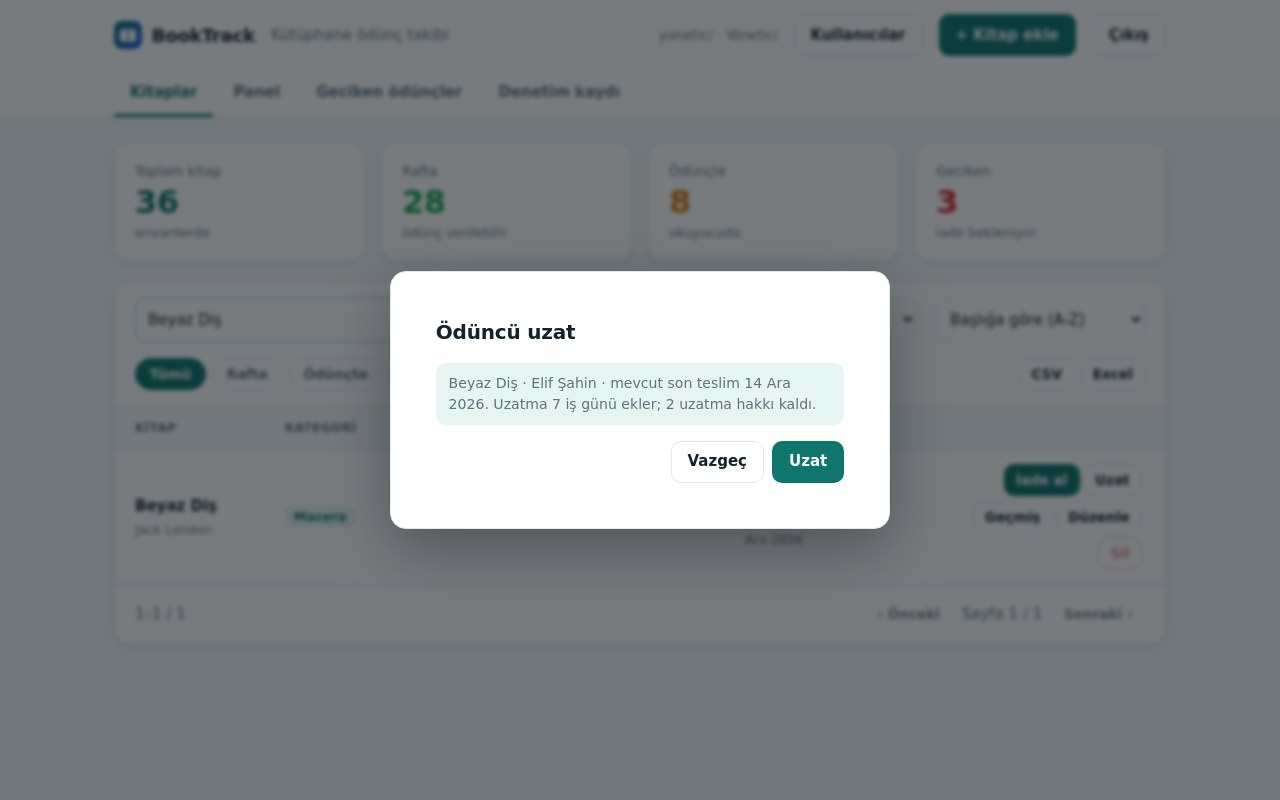 BookTrack Kütüphane ödünç takibi yonetici · Yönetici Kullanıcılar + Kitap ekle Çıkış
Kitaplar Panel Geciken ödünçler Denetim kaydı
Toplam kitap Rafta Ödünçte Geciken
36 28 8 3
envanterde ödünç verilebilir okuyucuda iade bekleniyor
Beyaz Diş Başlığa göre (A-Z)
Tümü Rafta Ödünçte CSV Excel
KİTAP KATEGORİ
Ödüncü uzat
Beyaz Diş · Elif Şahin · mevcut son teslim 14 Ara
2026. Uzatma 7 iş günü ekler; 2 uzatma hakkı kaldı.
Vazgeç Uzat
Beyaz Diş
Jack London
Macera
Ara 2026
İade al Uzat
Geçmiş Düzenle
Sil
1–1 / 1 ‹ Önceki Sayfa 1 / 1 Sonraki ›